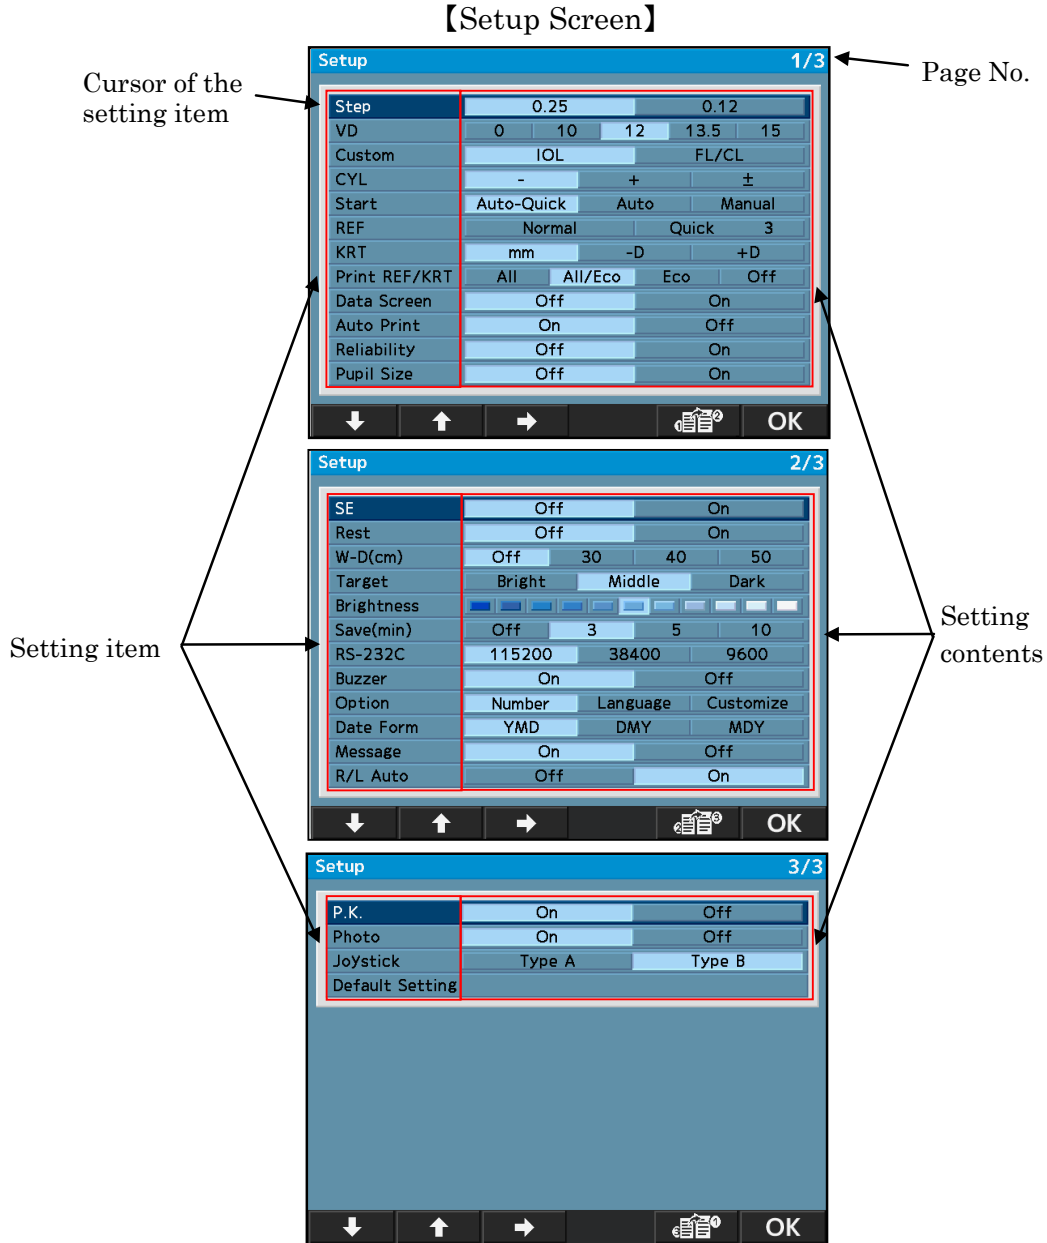 【Setup Screen】
Setup 1/3
Page No.
Cursor of the
setting item
Step 0.25 0.12
VD 0 10 12 13.5 15
Custom IOL FL/CL
CYL - + ±
Start Auto-Quick Auto Manual
REF Normal Quick 3
KRT mm -D +D
Print REF/KRT All All/Eco Eco Off
Data Screen Off On
Auto Print On Off
Reliability Off On
Pupil Size Off On
1 2 OK
Setup 2/3
SE Off On
Rest Off On
W-D(cm) Off 30 40 50
Target Bright Middle Dark
Brightness
Save(min) Off 3 5 10
RS-232C 115200 38400 9600
Buzzer On Off
Option Number Language Customize
Date Form YMD DMY MDY
Message On Off
R/L Auto Off On
Setting item
Setting
contents
2 3 OK
Setup 3/3
P.K. On Off
Photo On Off
Joystick Type A Type B
Default Setting
3 1 OK